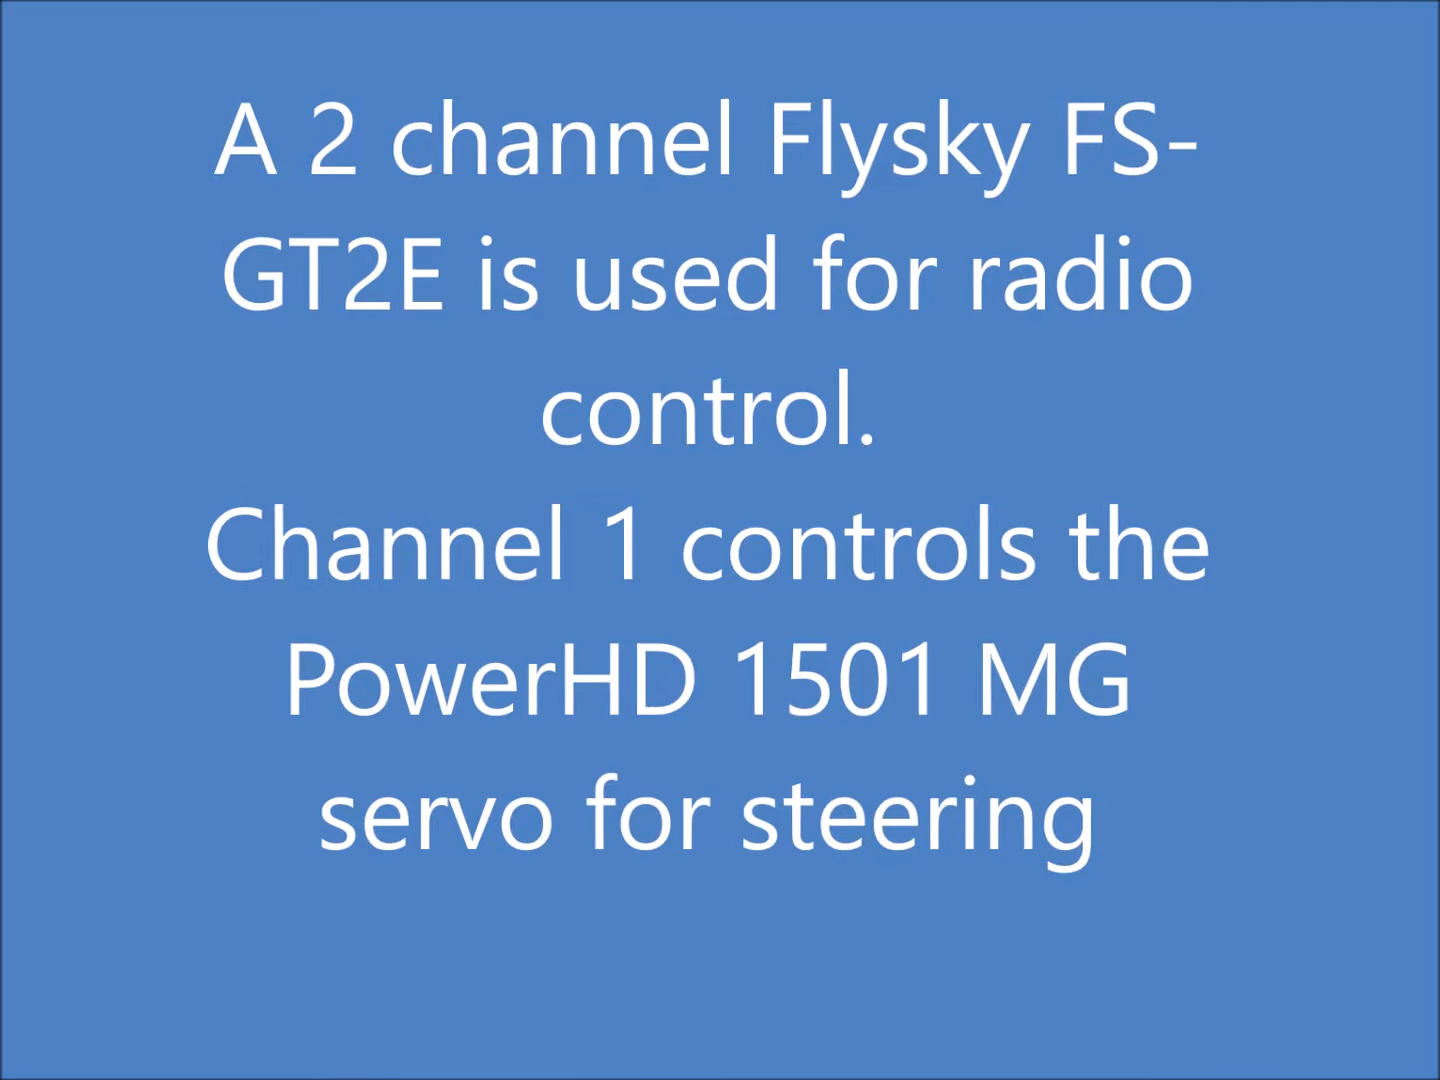 A 2 channel Flysky FS-
GT2E is used for radio
control.
Channel 1 controls the
PowerHD 1501 MG
servo for steering